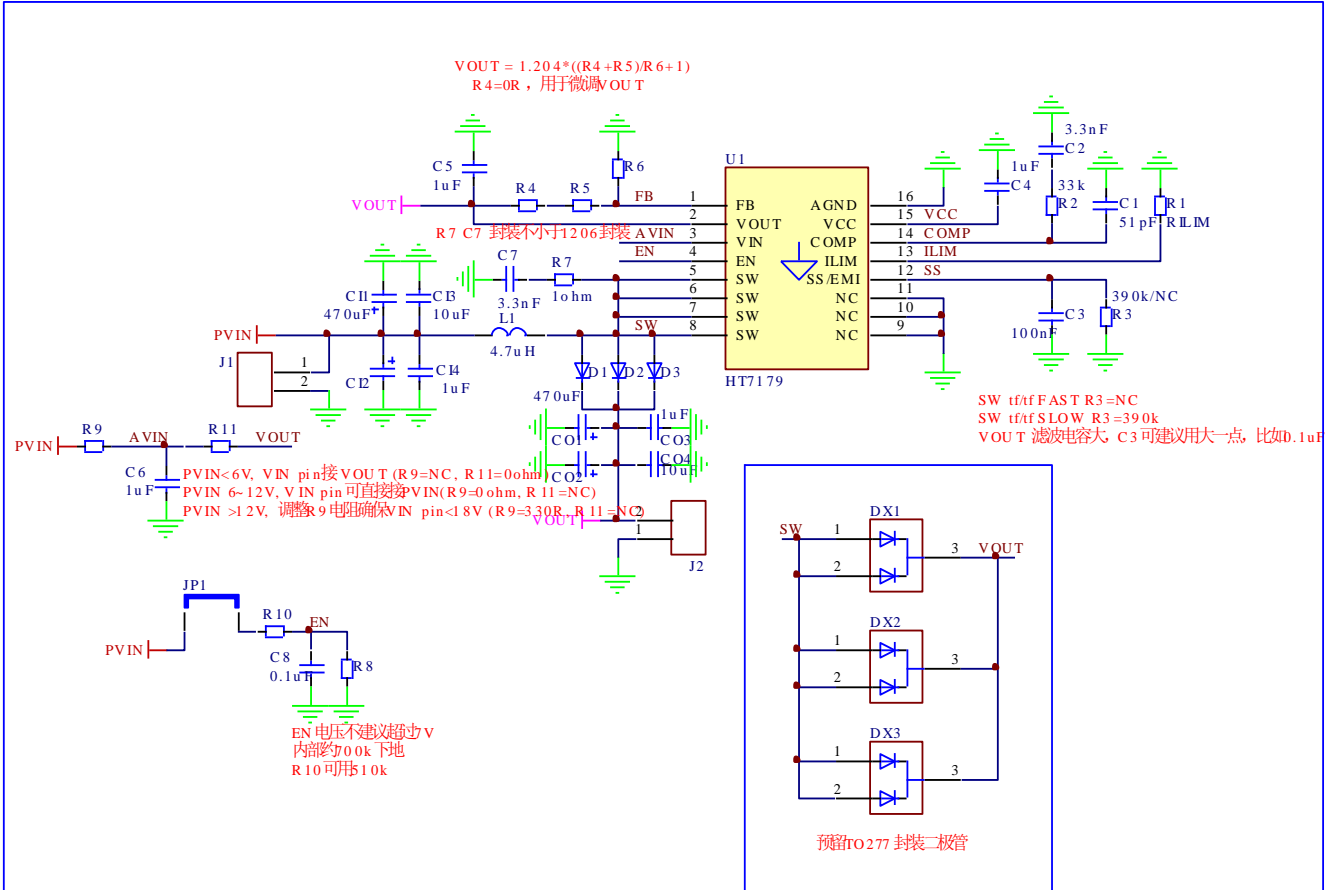 VOUT = 1.204*((R4+R5)/R6+1)
R4=0R , 用于微调VOUT
C5
1uF
R6
VOUT
R4
R5
FB
R7 C7 封装不小于1206封装
AVIN
EN
C7
3.3nF
R7
1ohm
U1
1 FB
2 VOUT
3 VIN
4 EN
5 SW
6 SW
7 SW
8 SW
AGND 16
VCC 15
COMP 14
ILIM 13
SS/EMI 12
NC 11
NC 10
NC 9
HT7179
VCC
COMP
ILIM
SS
3.3nF
C2
1uF
C4
33k
R2
C1
51pF
R1
RILIM
390k/NC
R3
C3
100nF
CI1
470uF
+
CI3
10uF
PVIN
L1
4.7uH
SW
J1
1
2
CI2
+
CI4
1uF
D1
D2
D3
470uF
CO1
+
1uF
CO3
CO2
+
CO4
10uF
VOUT
2
1
J2
SW tf/tf FAST R3=NC
SW tf/tf SLOW R3=390k
VOUT 滤波电容大, C3可建议用大一点, 比如0.1uF
PVIN
R9
AVIN
R11
VOUT
C6
1uF
PVIN<6V, VIN pin接VOUT (R9=NC, R11=0ohm)
PVIN 6~12V, VIN pin可直接接PVIN(R9=0ohm, R11=NC)
PVIN >12V, 调整R9电阻确保VIN pin<18V (R9=330R, R11=NC)
JP1
PVIN
R10
EN
C8
0.1uF
R8
EN电压不建议超过7V
内部约700k下地
R10可用510k
SW
DX1
1
2
3
VOUT
DX2
1
2
3
DX3
1
2
3
预留TO277 封装二极管